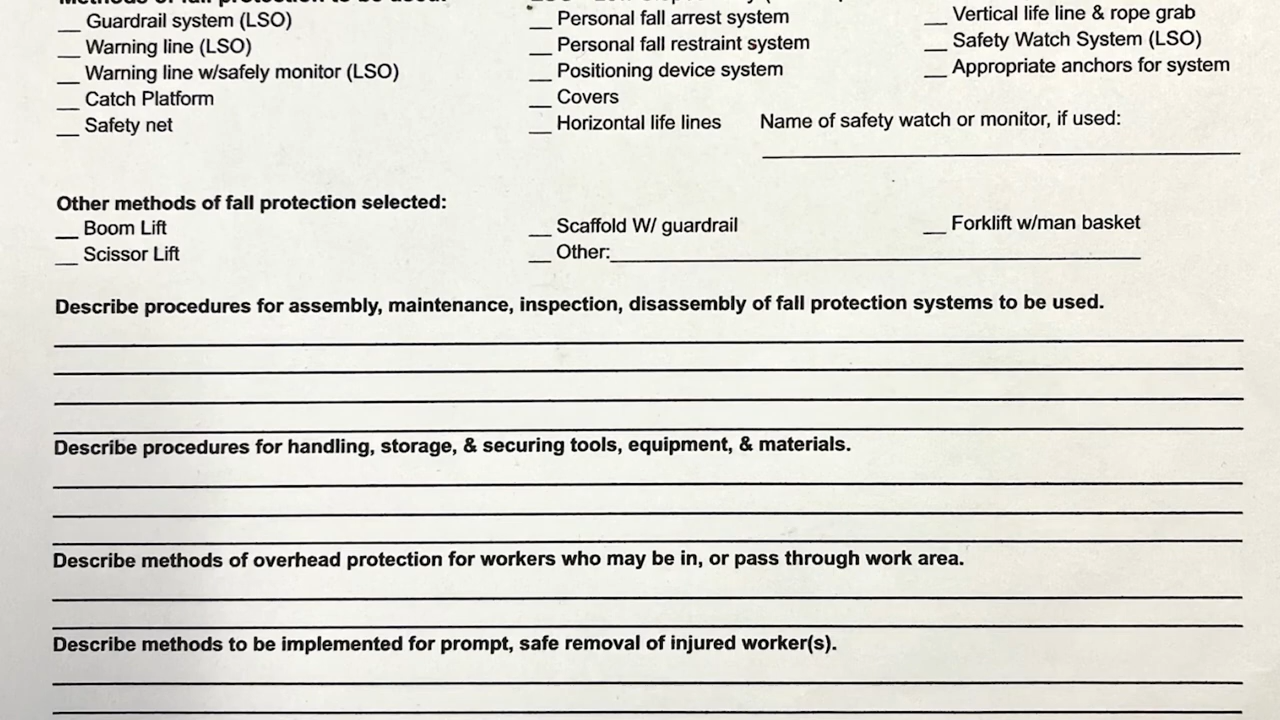 Methods of fall protection to be used:
__ Guardrail system (LSO)
__ Warning line (LSO)
__ Warning line w/safely monitor (LSO)
__ Catch Platform
__ Safety net
__ Personal fall arrest system
__ Personal fall restraint system
__ Positioning device system
__ Covers
__ Horizontal life lines
__ Vertical life line & rope grab
__ Safety Watch System (LSO)
__ Appropriate anchors for system
Name of safety watch or monitor, if used:
Other methods of fall protection selected:
__ Boom Lift
__ Scissor Lift
__ Scaffold W/ guardrail
__ Other:
__ Forklift w/man basket
Describe procedures for assembly, maintenance, inspection, disassembly of fall protection systems to be used.
Describe procedures for handling, storage, & securing tools, equipment, & materials.
Describe methods of overhead protection for workers who may be in, or pass through work area.
Describe methods to be implemented for prompt, safe removal of injured worker(s).